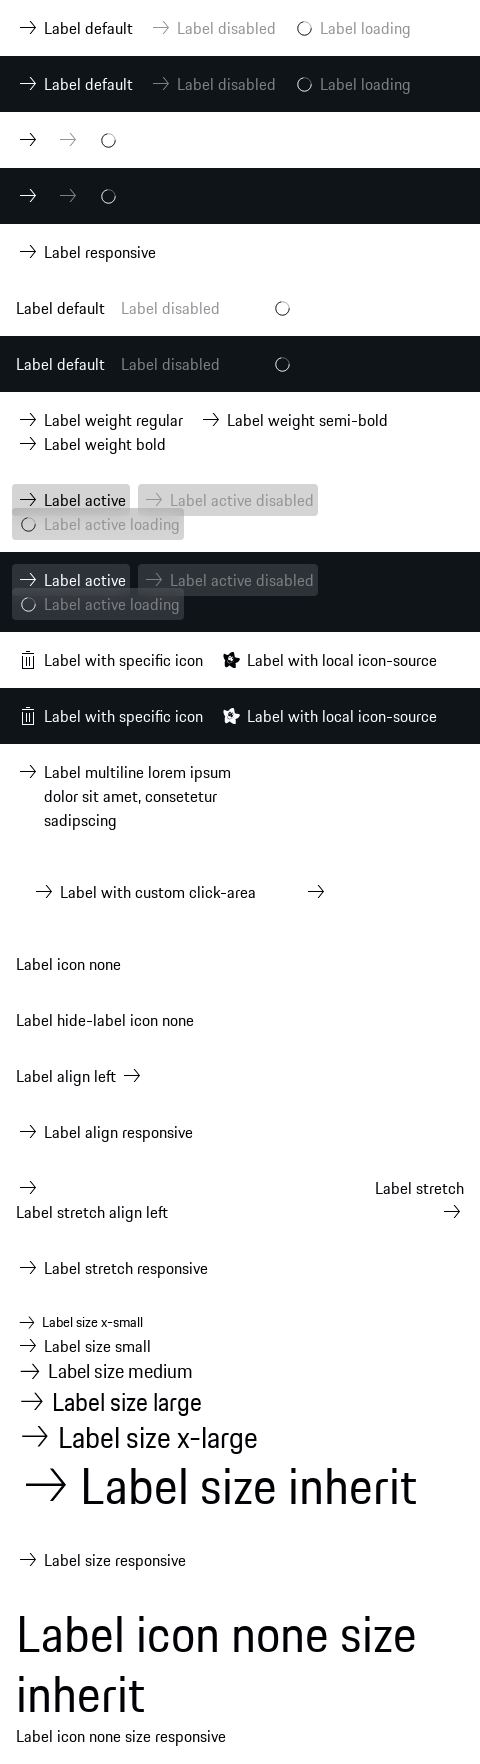 Label default Label disabled Label loading
Label default Label disabled Label loading
Label responsive
Label default Label disabled
Label default Label disabled
Label weight regular Label weight semi-bold
Label weight bold
Label active Label active disabled
Label active loading
Label active Label active disabled
Label active loading
Label with specific icon Label with local icon-source
Label with specific icon Label with local icon-source
Label multiline lorem ipsum
dolor sit amet, consetetur
sadipscing
Label with custom click-area
Label icon none
Label hide-label icon none
Label align left
Label align responsive
Label stretch
Label stretch align left
Label stretch responsive
Label size x-small
Label size small
Label size medium
Label size large
Label size x-large
Label size inherit
Label size responsive
Label icon none size
inherit
Label icon none size responsive